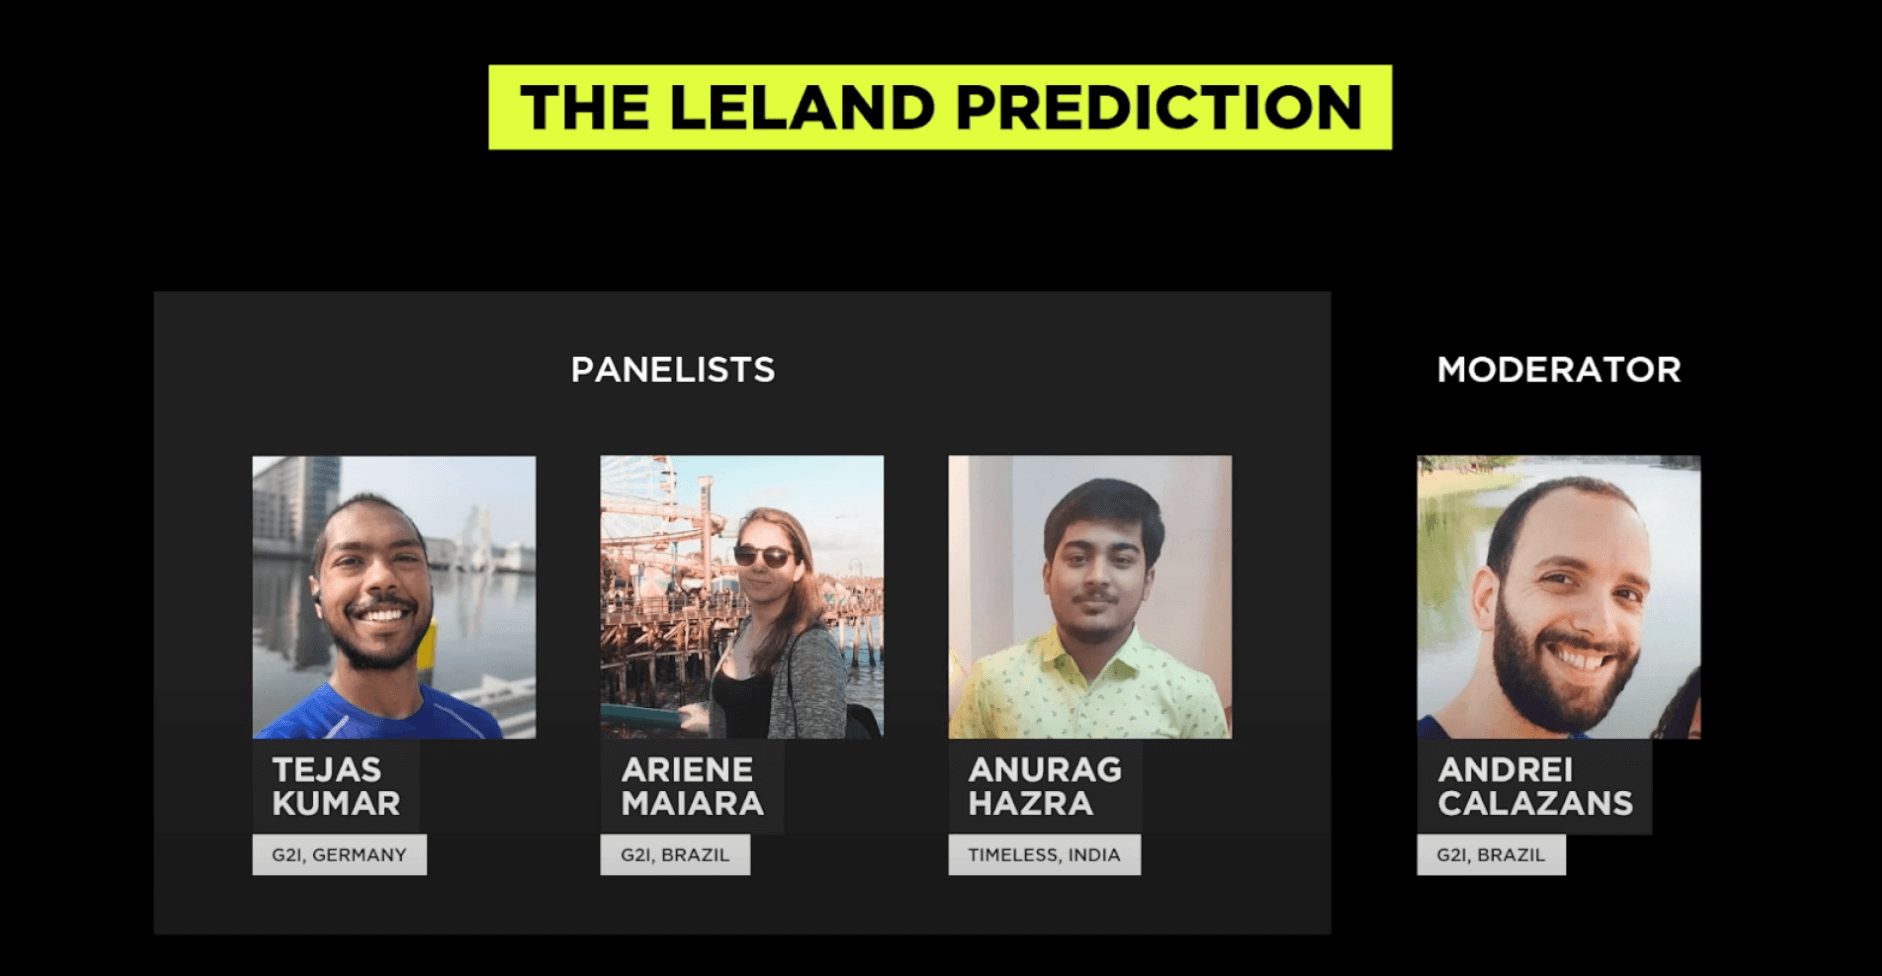 THE LELAND PREDICTION
PANELISTS
MODERATOR
TEJAS
KUMAR
G2I, GERMANY
ARIENE
MAIARA
G2I, BRAZIL
ANURAG
HAZRA
TIMELESS, INDIA
ANDREI
CALAZANS
G2I, BRAZIL